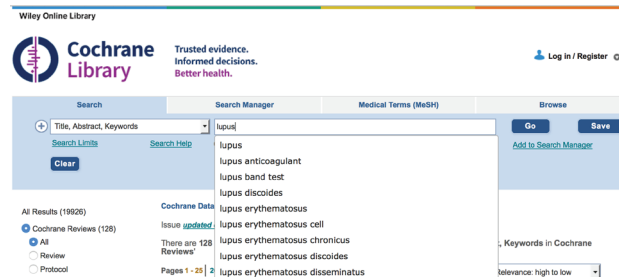 Wiley Online Library
Cochrane Library
Trusted evidence.
Informed decisions.
Better health.
Log in / Register
Search Search Manager Medical Terms (MeSH) Browse
Title, Abstract, Keywords lupus Go Save
Search Limits Search Help Add to Search Manager
Clear
lupus
lupus anticoagulant
lupus band test
lupus discoides
lupus erythematosus
lupus erythematosus cell
lupus erythematosus chronicus
lupus erythematosus discoides
lupus erythematosus disseminatus
All Results (19926)
Cochrane Reviews (128)
All
Review
Protocol
Cochrane Data
Issue updated
There are 128 , Keywords in Cochrane
Reviews'
Pages 1 - 25 2 Relevance: high to low